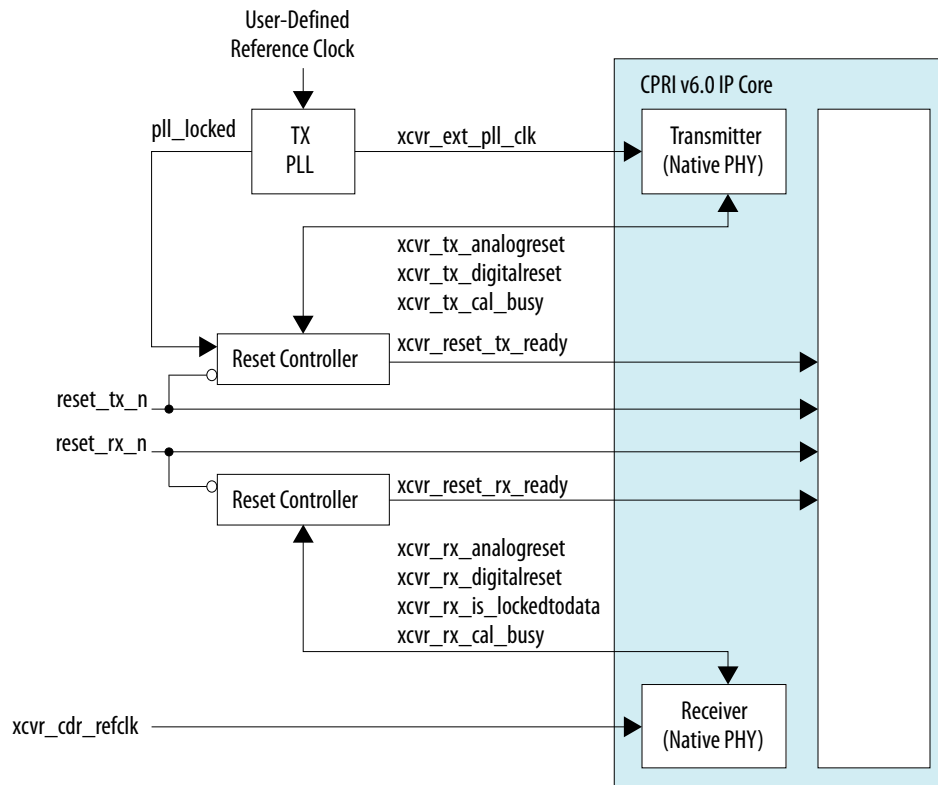 User-Defined
Reference Clock
CPRI v6.0 IP Core
pll_locked
TX
PLL
xcvr_ext_pll_clk
Transmitter
(Native PHY)
xcvr_tx_analogreset
xcvr_tx_digitalreset
xcvr_tx_cal_busy
Reset Controller
xcvr_reset_tx_ready
reset_tx_n
reset_rx_n
Reset Controller
xcvr_reset_rx_ready
xcvr_rx_analogreset
xcvr_rx_digitalreset
xcvr_rx_is_lockedtodata
xcvr_rx_cal_busy
xcvr_cdr_refclk
Receiver
(Native PHY)